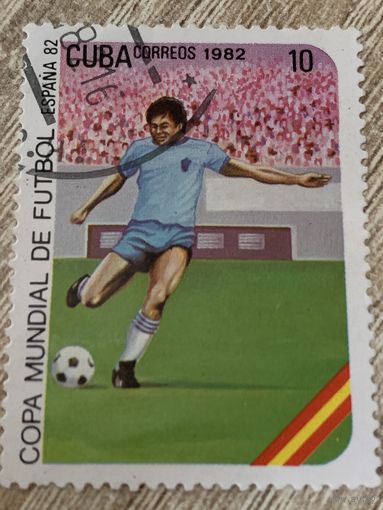 CUBA CORREOS 1982 10
COPA MUNDIAL DE FUTBOL ESPAÑA 82